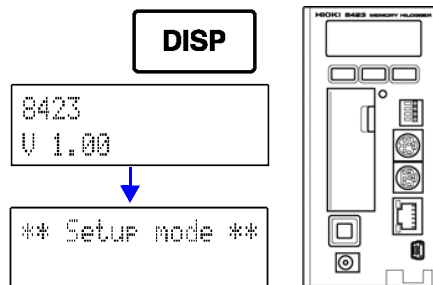 DISP
8423
V 1.00
** Setup mode **
HIOKI 8423 MEMORY HiLOGGER